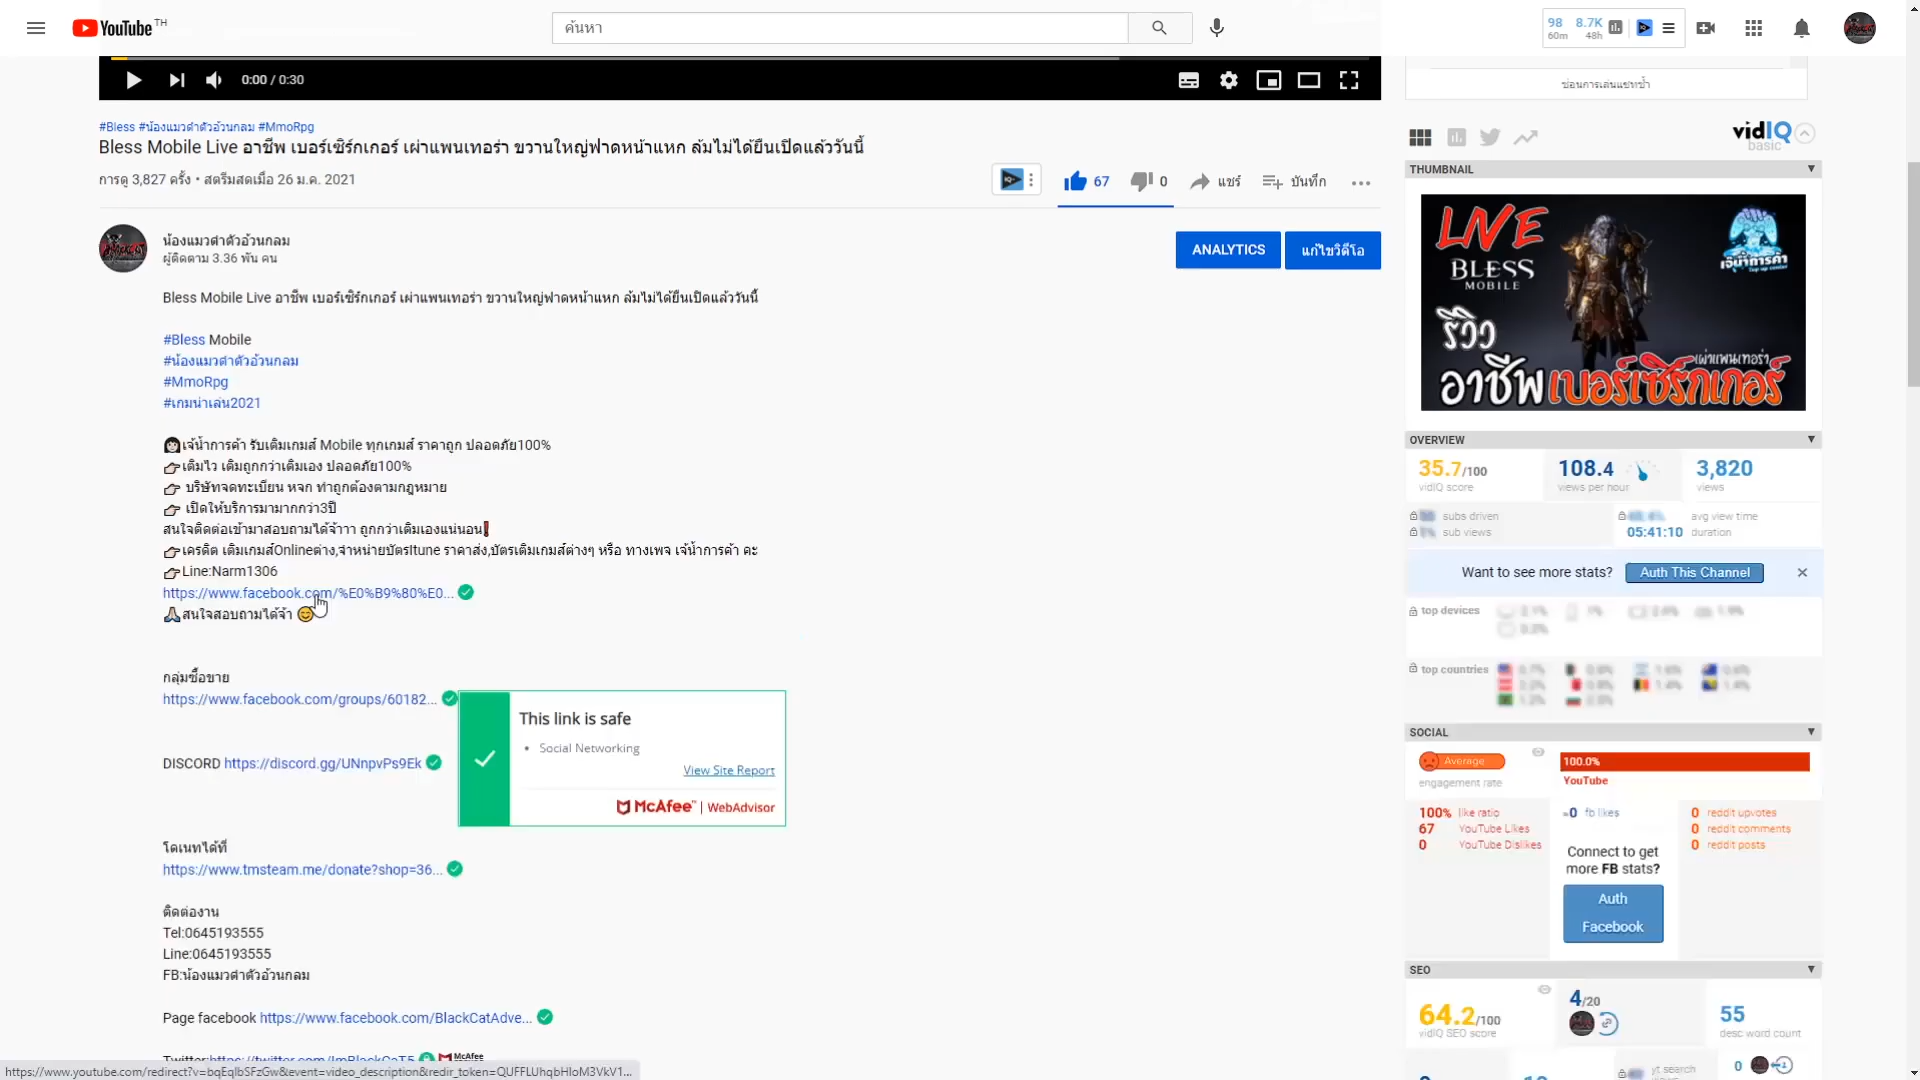 YouTube TH
ค้นหา
98 8.7K
60m 48h
0:00 / 0:30
ซ่อนการเล่นแชทซ้ำ
#Bless #น้องแมวดำตัวอ้วนกลม #MmoRpg
Bless Mobile Live อาชีพ เบอร์เซิร์กเกอร์ เผ่าแพนเทอร่า ขวานใหญ่ฟาดหน้าแหก ล้มไม่ได้ยืนเปิดแล้ววันนี้
การดู 3,827 ครั้ง • สตรีมสดเมื่อ 26 ม.ค. 2021
67
0
แชร์
บันทึก
น้องแมวดำตัวอ้วนกลม
ผู้ติดตาม 3.36 พัน คน
ANALYTICS
แก้ไขวิดีโอ
Bless Mobile Live อาชีพ เบอร์เซิร์กเกอร์ เผ่าแพนเทอร่า ขวานใหญ่ฟาดหน้าแหก ล้มไม่ได้ยืนเปิดแล้ววันนี้
#Bless Mobile
#น้องแมวดำตัวอ้วนกลม
#MmoRpg
#เกมน่าเล่น2021
👩🏻เจ้น้ำการค้า รับเติมเกมส์ Mobile ทุกเกมส์ ราคาถูก ปลอดภัย100%
👉🏻เติมไว เติมถูกกว่าเติมเอง ปลอดภัย100%
👉🏻 บริษัทจดทะเบียน หจก ทำถูกต้องตามกฎหมาย
👉🏻 เปิดให้บริการมามากกว่า3ปี
สนใจติดต่อเข้ามาสอบถามได้จ้าาา ถูกกว่าเติมเองแน่นอน❗
👉🏻เครดิต เติมเกมส์Onlineต่าง,จำหน่ายบัตรItune ราคาส่ง,บัตรเติมเกมส์ต่างๆ หรือ ทางเพจ เจ้น้ำการค้า คะ
👉🏻Line:Narm1306
https://www.facebook.com/%E0%B9%80%E0...
🙏🏻สนใจสอบถามได้จ้า 😊
กลุ่มซื้อขาย
https://www.facebook.com/groups/60182...
This link is safe
• Social Networking
View Site Report
McAfee™ | WebAdvisor
DISCORD https://discord.gg/UNnpvPs9Ek
โดเนทได้ที่
https://www.tmsteam.me/donate?shop=36...
ติดต่องาน
Tel:0645193555
Line:0645193555
FB:น้องแมวดำตัวอ้วนกลม
Page facebook https://www.facebook.com/BlackCatAdve...
Twitter:https://twitter.com/ImBlackCaT5 McAfee
https://www.youtube.com/redirect?v=bqEqIbSFzGw&event=video_description&redir_token=QUFFLUhqbHloM3VkV1...
vidIQ
basic
THUMBNAIL
LIVE
BLESS
MOBILE
เจ้น้ำการค้า
รีวิว
เผ่าแพนเทอร่า
อาชีพเบอร์เซิร์กเกอร์
OVERVIEW
35.7/100
vidIQ score
108.4
views per hour
3,820
views
subs driven
sub views
avg view time
05:41:10 duration
Want to see more stats?
Auth This Channel
top devices
top countries
SOCIAL
Average
engagement rate
100.0%
YouTube
100% like ratio
67 YouTube Likes
0 YouTube Dislikes
0 fb likes
Connect to get
more FB stats?
Auth
Facebook
0 reddit upvotes
0 reddit comments
0 reddit posts
SEO
64.2/100
vidIQ SEO score
4/20
55
desc word count
yt search
0